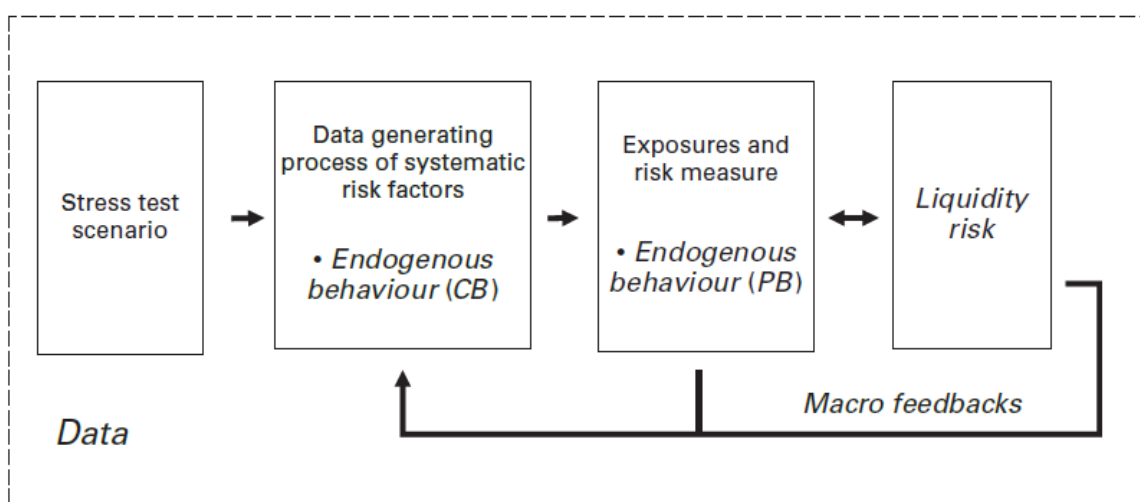 Stress test
scenario
Data generating
process of systematic
risk factors
• Endogenous
behaviour (CB)
Exposures and
risk measure
• Endogenous
behaviour (PB)
Liquidity
risk
Macro feedbacks
Data